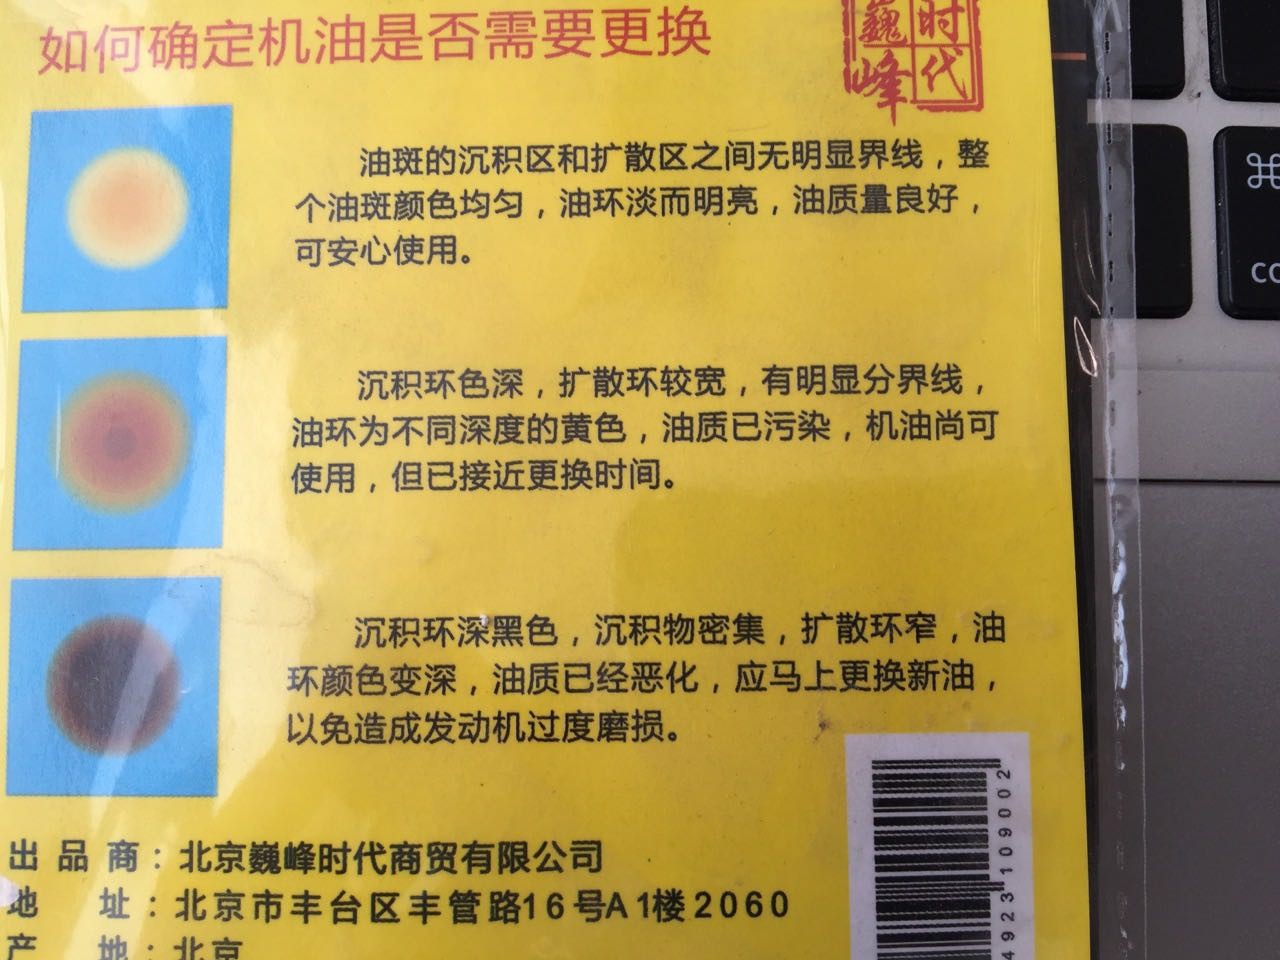 如何确定机油是否需要更换
巍峰
时代
油斑的沉积区和扩散区之间无明显界线，整
个油斑颜色均匀，油环淡而明亮，油质量良好，
可安心使用。
沉积环色深，扩散环较宽，有明显分界线，
油环为不同深度的黄色，油质已污染，机油尚可
使用，但已接近更换时间。
沉积环深黑色，沉积物密集，扩散环窄，油
环颜色变深，油质已经恶化，应马上更换新油，
以免造成发动机过度磨损。
出品商：北京巍峰时代商贸有限公司
地 址：北京市丰台区丰管路16号A1楼2060
产 地：北京
4923109002
⌘